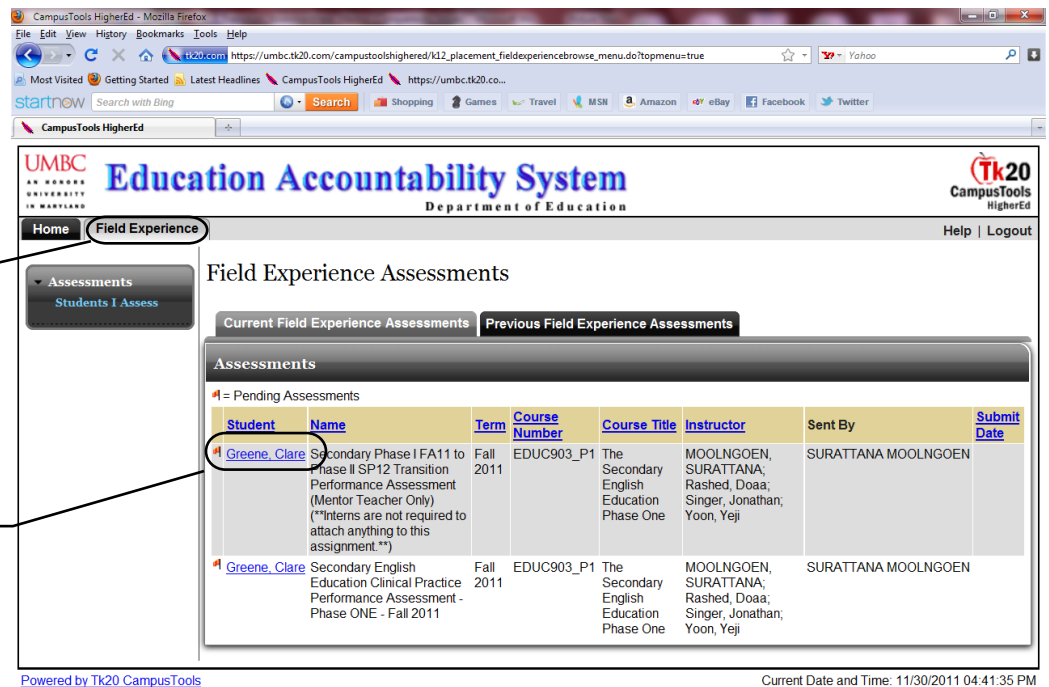 CampusTools HigherEd - Mozilla Firefox
File Edit View History Bookmarks Tools Help
tk20.com https://umbc.tk20.com/campustoolshighered/k12_placement_fieldexperiencebrowse_menu.do?topmenu=true Yahoo
Most Visited Getting Started Latest Headlines CampusTools HigherEd https://umbc.tk20.co...
startnow Search with Bing Search Shopping Games Travel MSN Amazon eBay Facebook Twitter
CampusTools HigherEd
UMBC
AN HONORS
UNIVERSITY
IN MARYLAND
Education Accountability System
Department of Education
Tk20
CampusTools
HigherEd
Home Field Experience Help | Logout
Assessments
Students I Assess
Field Experience Assessments
Current Field Experience Assessments Previous Field Experience Assessments
Assessments
= Pending Assessments
Student Name Term Course Number Course Title Instructor Sent By Submit Date
Greene, Clare Secondary Phase I FA11 to Fall EDUC903_P1 The MOOLNGOEN, SURATTANA MOOLNGOEN
Phase II SP12 Transition 2011 Secondary SURATTANA;
Performance Assessment English Rashed, Doaa;
(Mentor Teacher Only) Education Singer, Jonathan;
(**Interns are not required to Phase One Yoon, Yeji
attach anything to this
assignment.**)
Greene, Clare Secondary English Fall EDUC903_P1 The MOOLNGOEN, SURATTANA MOOLNGOEN
Education Clinical Practice 2011 Secondary SURATTANA;
Performance Assessment - English Rashed, Doaa;
Phase ONE - Fall 2011 Education Singer, Jonathan;
Phase One Yoon, Yeji
Powered by Tk20 CampusTools Current Date and Time: 11/30/2011 04:41:35 PM